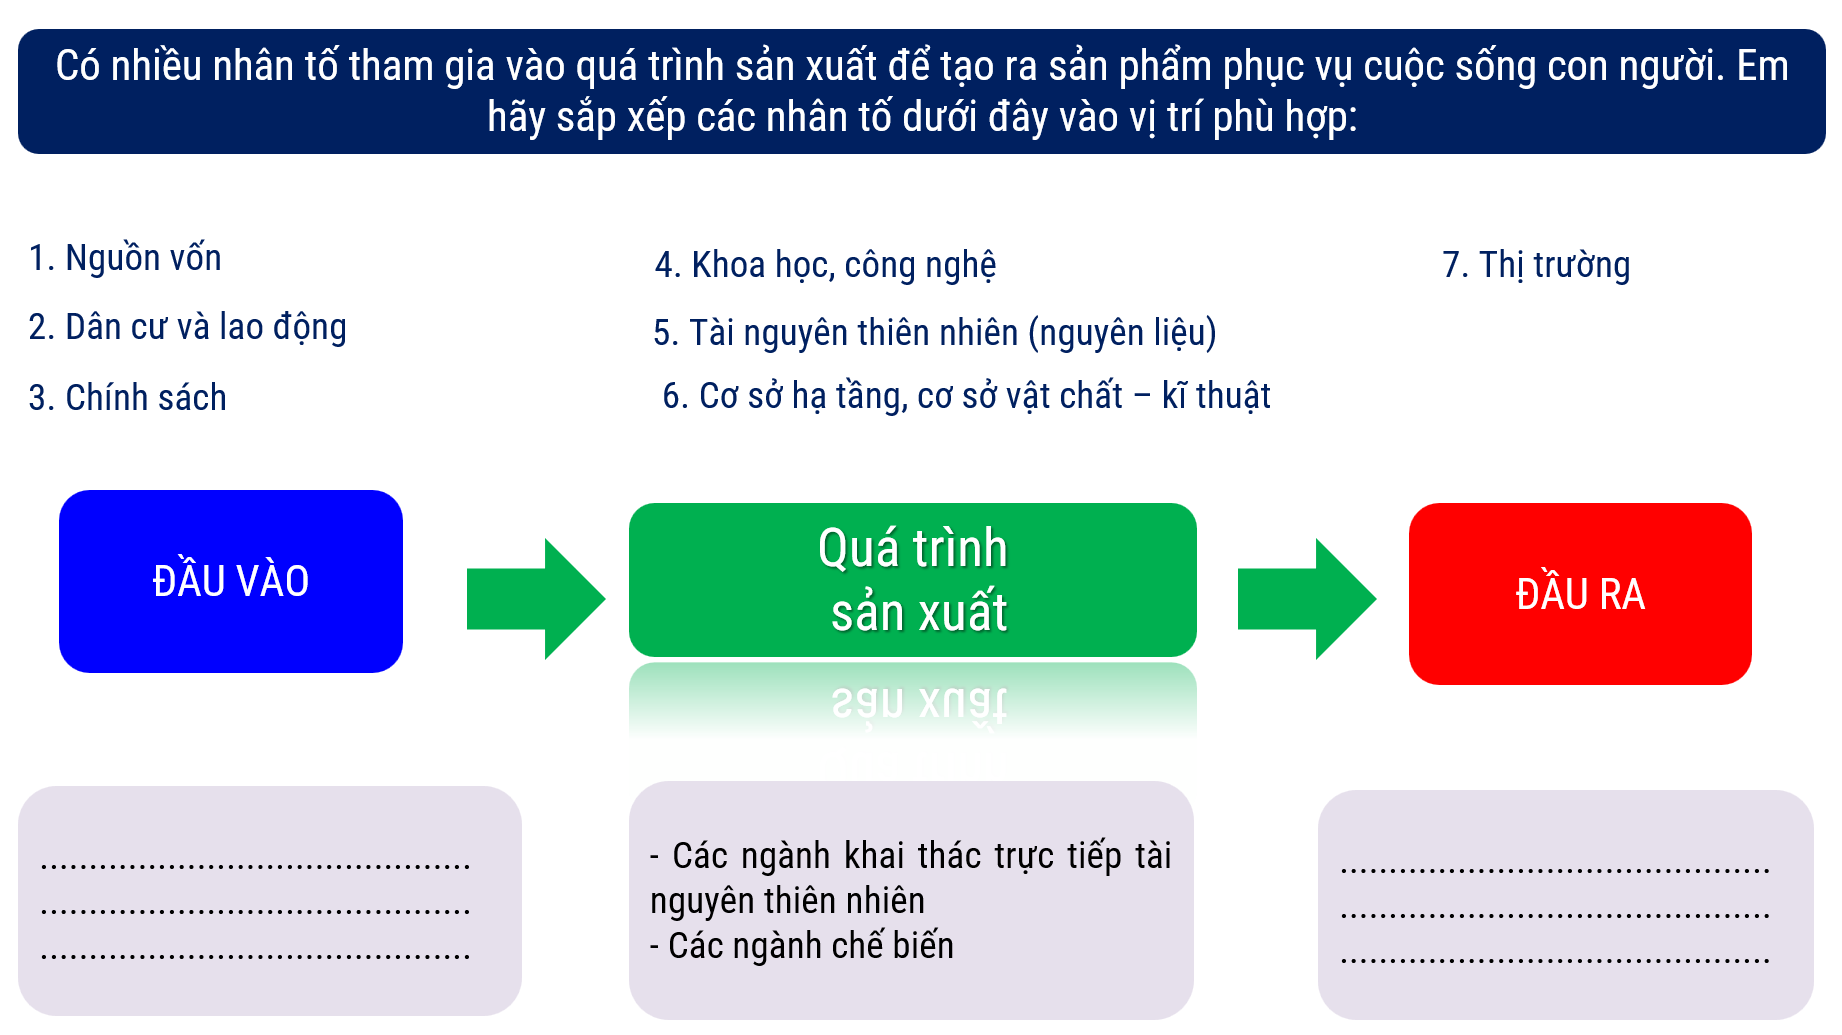 Có nhiều nhân tố tham gia vào quá trình sản xuất để tạo ra sản phẩm phục vụ cuộc sống con người. Em
hãy sắp xếp các nhân tố dưới đây vào vị trí phù hợp:
1. Nguồn vốn
2. Dân cư và lao động
3. Chính sách
4. Khoa học, công nghệ
5. Tài nguyên thiên nhiên (nguyên liệu)
6. Cơ sở hạ tầng, cơ sở vật chất – kĩ thuật
7. Thị trường
ĐẦU VÀO
Quá trình
sản xuất
ĐẦU RA
............................................
............................................
............................................
- Các ngành khai thác trực tiếp tài
nguyên thiên nhiên
- Các ngành chế biến
............................................
............................................
............................................